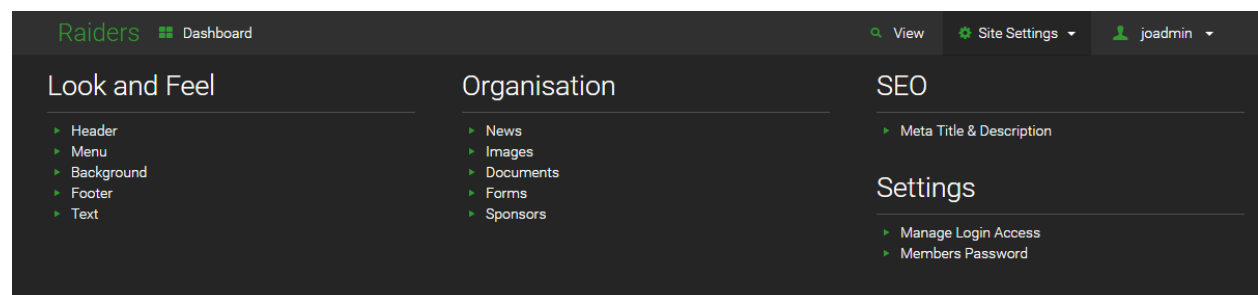 Raiders Dashboard View Site Settings joadmin
Look and Feel
Header
Menu
Background
Footer
Text
Organisation
News
Images
Documents
Forms
Sponsors
SEO
Meta Title & Description
Settings
Manage Login Access
Members Password